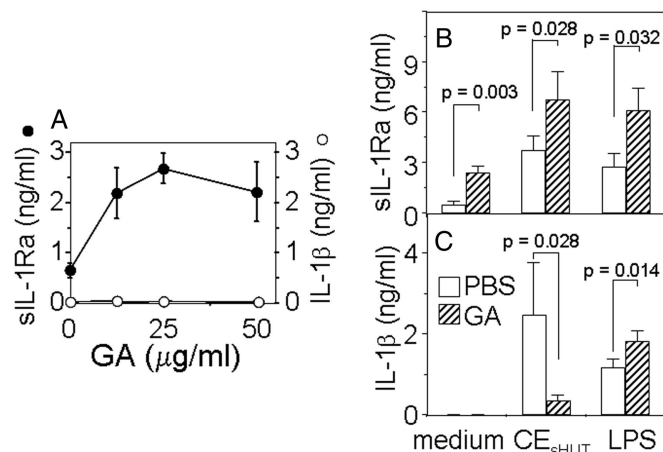 A
sIL-1Ra (ng/ml)
3
2
1
0
3
2
1
0
IL-1β (ng/ml)
0
25
50
GA (μg/ml)
B
sIL-1Ra (ng/ml)
9
6
3
0
p = 0.003
p = 0.028
p = 0.032
C
IL-1β (ng/ml)
4
2
0
p = 0.028
p = 0.014
PBS
GA
medium
CEsHUT
LPS